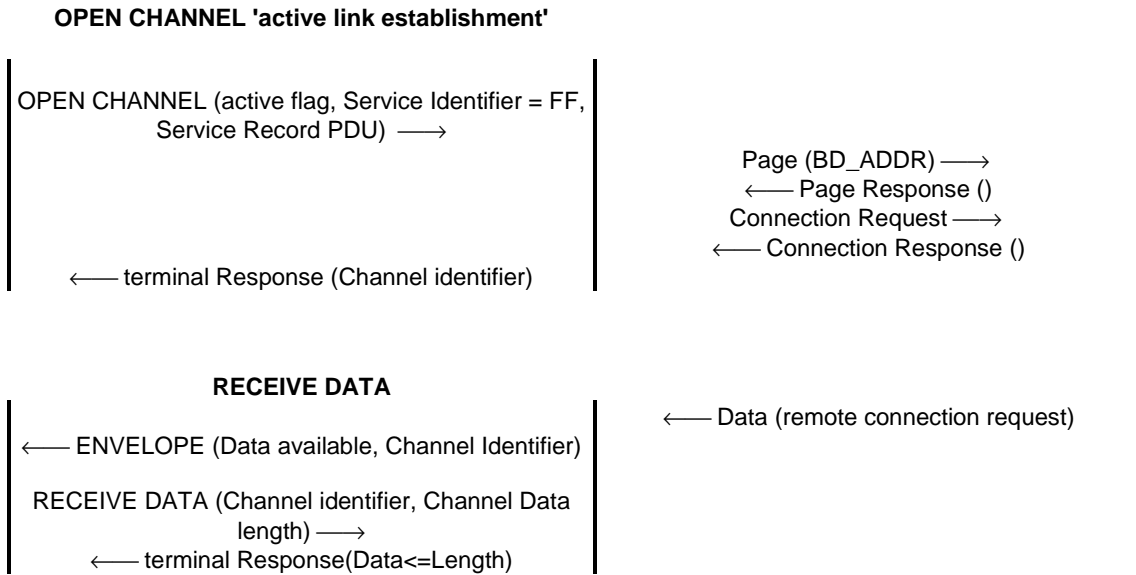 OPEN CHANNEL 'active link establishment'
OPEN CHANNEL (active flag, Service Identifier = FF,
Service Record PDU) ⟶
Page (BD_ADDR) ⟶
⟵ Page Response ()
Connection Request ⟶
⟵ Connection Response ()
⟵ terminal Response (Channel identifier)
RECEIVE DATA
⟵ Data (remote connection request)
⟵ ENVELOPE (Data available, Channel Identifier)
RECEIVE DATA (Channel identifier, Channel Data
length) ⟶
⟵ terminal Response(Data<=Length)